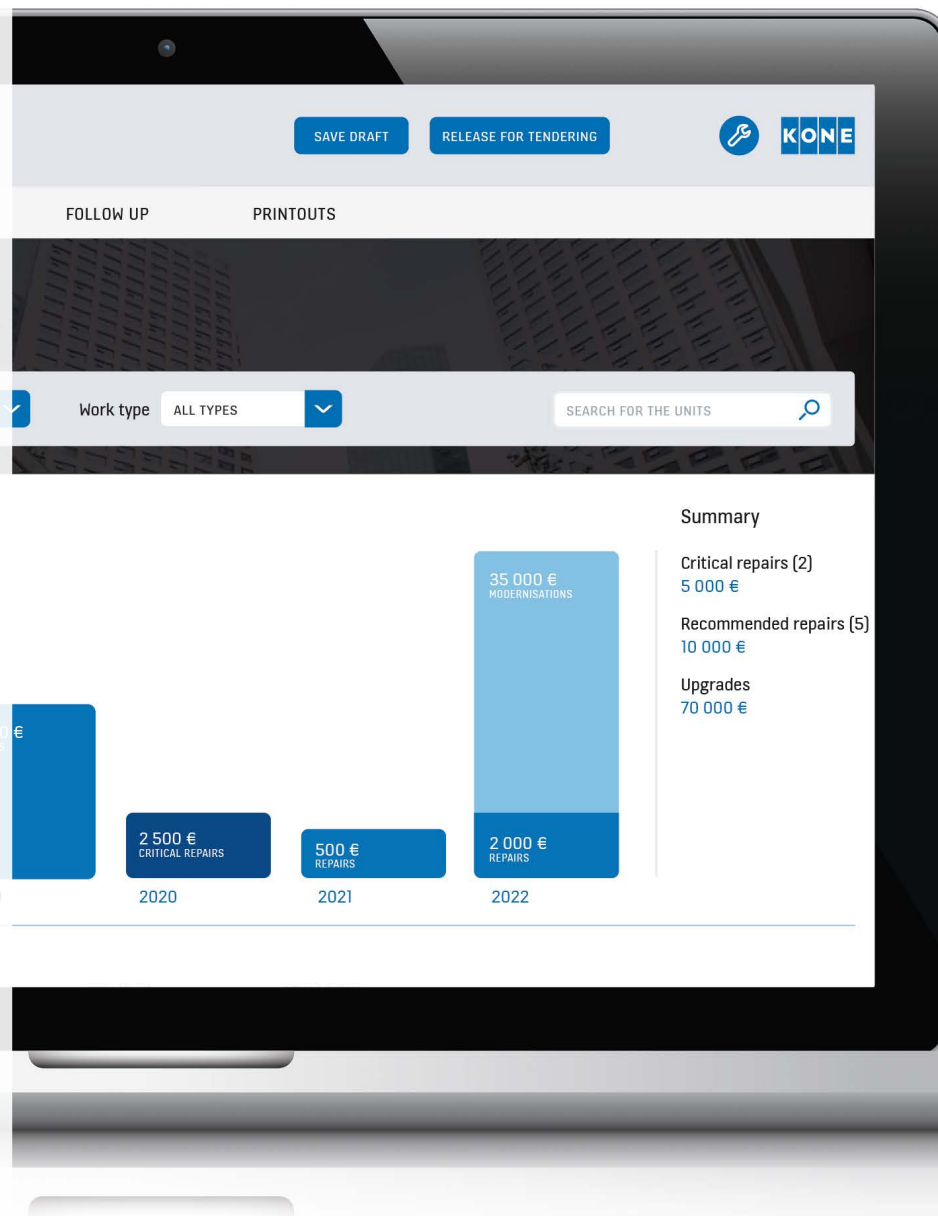 SAVE DRAFT
RELEASE FOR TENDERING
KONE
FOLLOW UP
PRINTOUTS
Work type
ALL TYPES
SEARCH FOR THE UNITS
Summary
Critical repairs (2)
5 000 €
Recommended repairs (5)
10 000 €
Upgrades
70 000 €
35 000 €
MODERNISATIONS
€
2 500 €
CRITICAL REPAIRS
500 €
REPAIRS
2 000 €
REPAIRS
2020
2021
2022